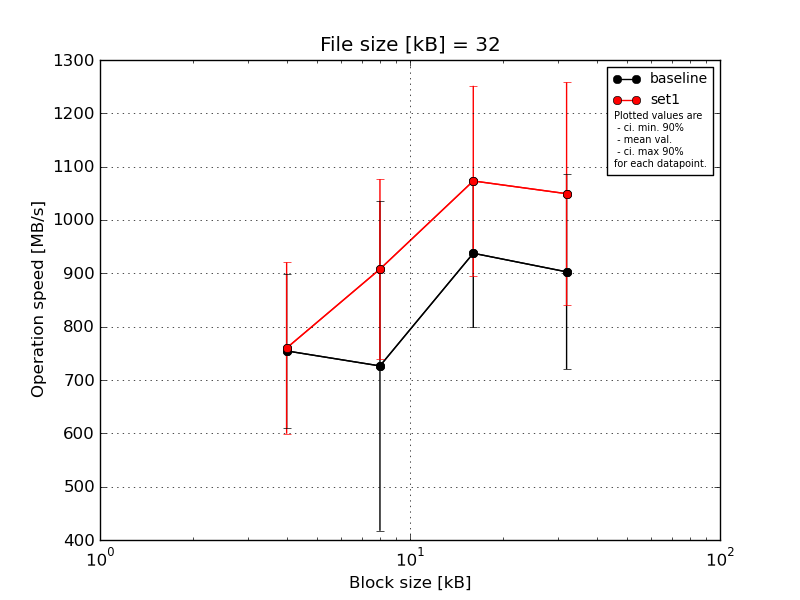 File size [kB] = 32
1300
1200
1100
1000
900
800
700
600
500
400
Operation speed [MB/s]
baseline
set1
Plotted values are
- ci. min. 90%
- mean val.
- ci. max 90%
for each datapoint.
10^0
10^1
10^2
Block size [kB]